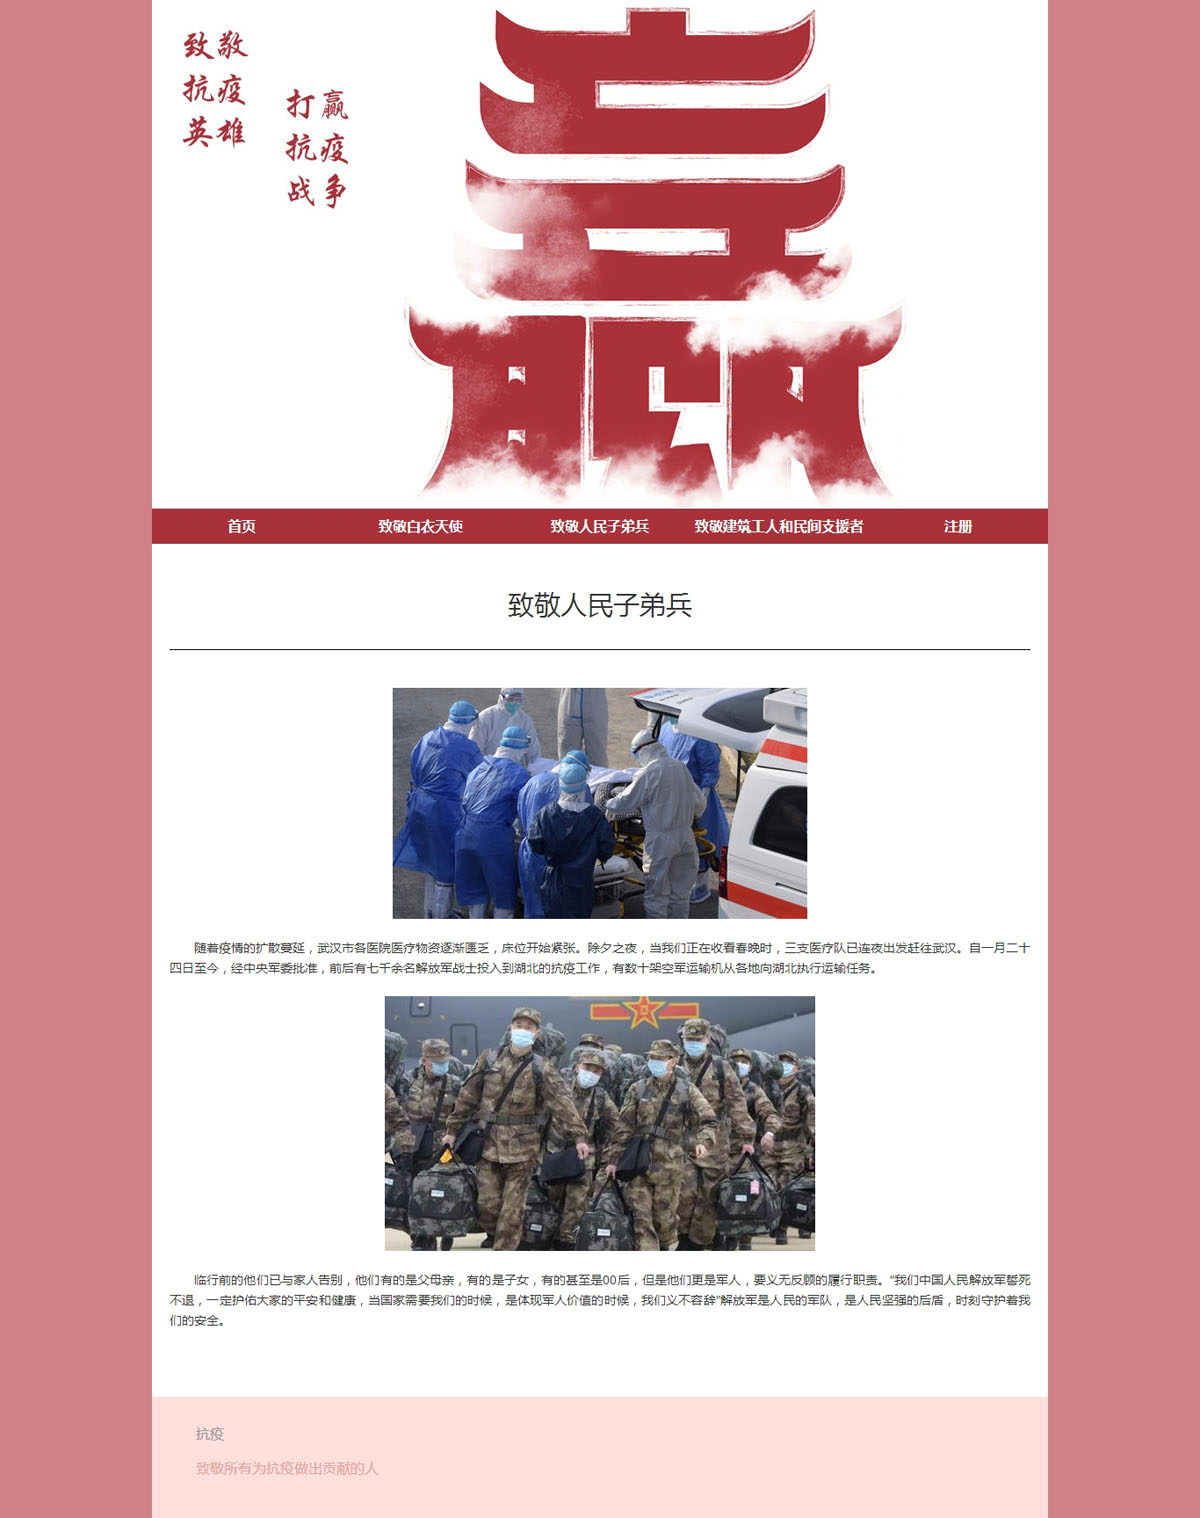 致敬
抗疫
英雄
打赢
抗疫
战争
赢
首页 致敬白衣天使 致敬人民子弟兵 致敬建筑工人和民间支援者 注册
致敬人民子弟兵
随着疫情的扩散蔓延，武汉市各医院医疗物资逐渐匮乏，床位开始紧张。除夕之夜，当我们正在收看春晚时，三支医疗队已连夜出发赶往武汉。自一月二十
四日至今，经中央军委批准，前后有七千余名解放军战士投入到湖北的抗疫工作，有数十架空军运输机从各地向湖北执行运输任务。
临行前的他们已与家人告别，他们有的是父母亲，有的是子女，有的甚至是00后，但是他们更是军人，要义无反顾的履行职责。"我们中国人民解放军誓死
不退，一定护佑大家的平安和健康，当国家需要我们的时候，是体现军人价值的时候，我们义不容辞"解放军是人民的军队，是人民坚强的后盾，时刻守护着我
们的安全。
抗疫
致敬所有为抗疫做出贡献的人